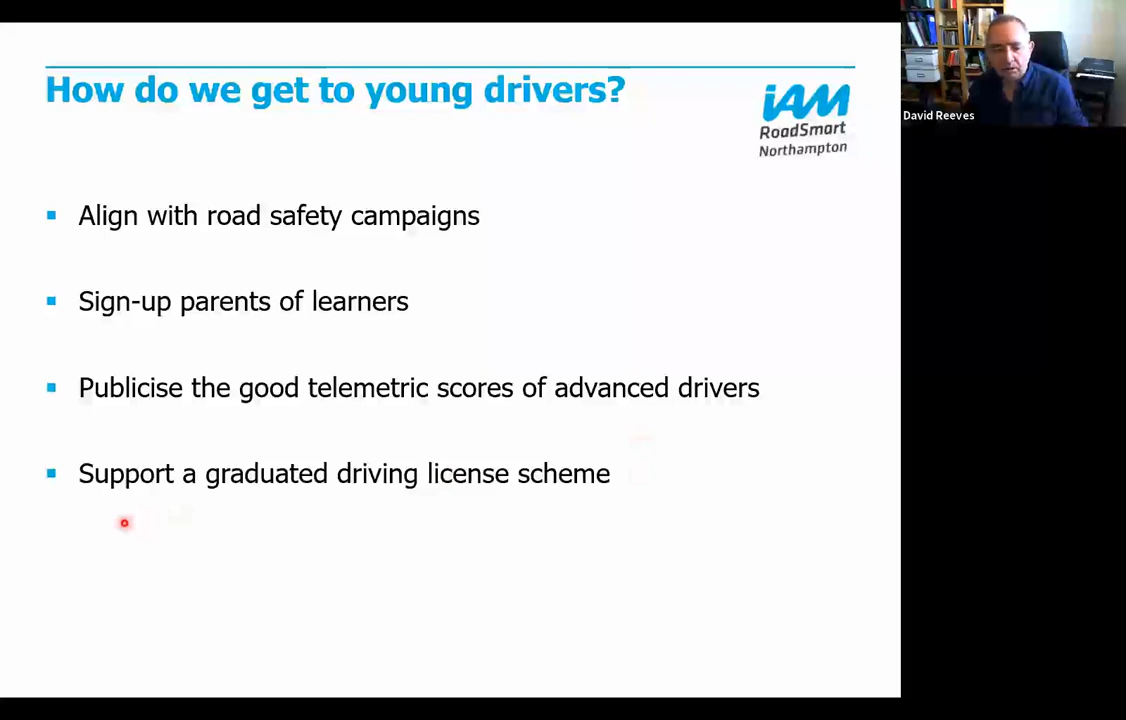 How do we get to young drivers?
iAM
RoadSmart
Northampton
David Reeves
Align with road safety campaigns
Sign-up parents of learners
Publicise the good telemetric scores of advanced drivers
Support a graduated driving license scheme